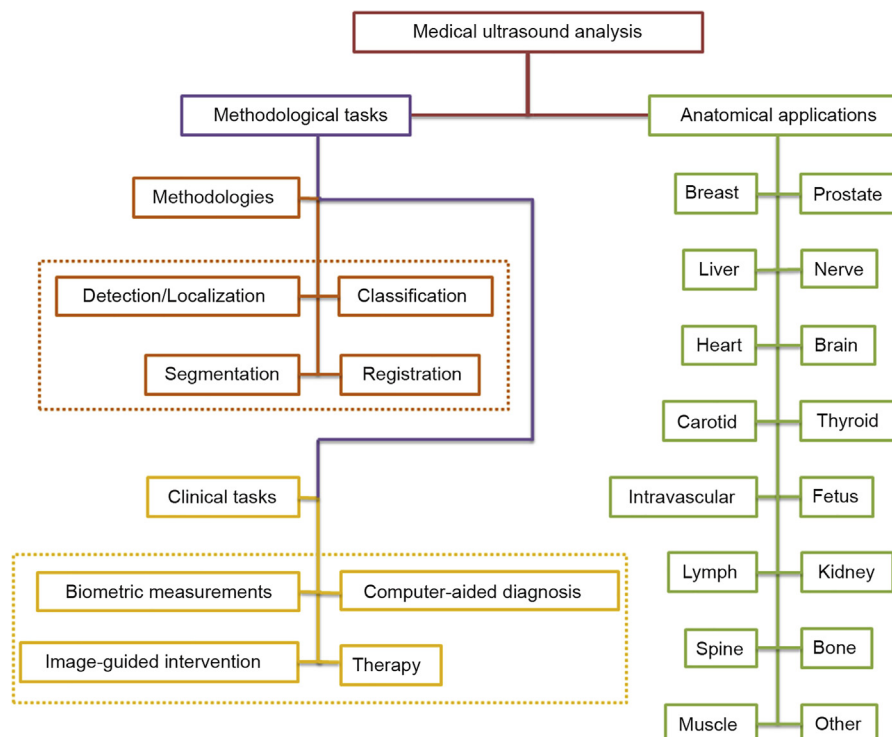 Medical ultrasound analysis
Methodological tasks
Anatomical applications
Methodologies
Detection/Localization
Classification
Segmentation
Registration
Clinical tasks
Biometric measurements
Computer-aided diagnosis
Image-guided intervention
Therapy
Breast
Prostate
Liver
Nerve
Heart
Brain
Carotid
Thyroid
Intravascular
Fetus
Lymph
Kidney
Spine
Bone
Muscle
Other